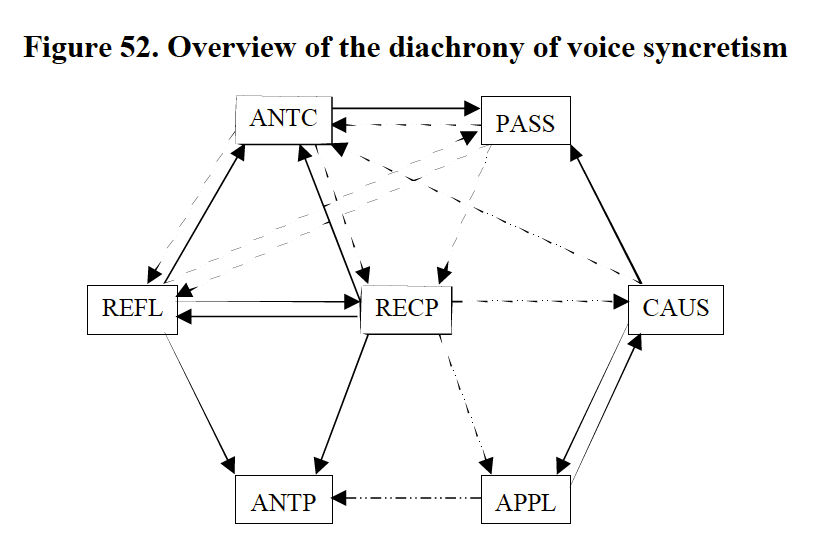 Figure 52. Overview of the diachrony of voice syncretism
ANTC
PASS
REFL
RECP
CAUS
ANTP
APPL